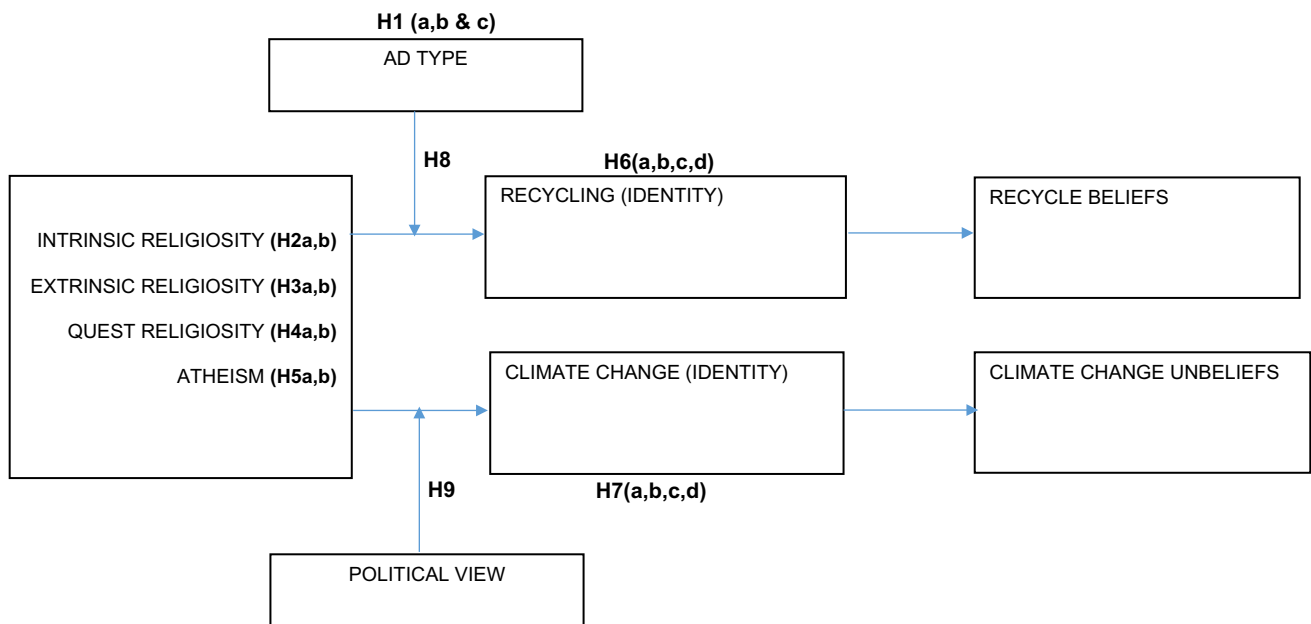 H1 (a,b & c)
AD TYPE
H8
H6(a,b,c,d)
RECYCLING (IDENTITY)
RECYCLE BELIEFS
INTRINSIC RELIGIOSITY (H2a,b)
EXTRINSIC RELIGIOSITY (H3a,b)
QUEST RELIGIOSITY (H4a,b)
ATHEISM (H5a,b)
CLIMATE CHANGE (IDENTITY)
CLIMATE CHANGE UNBELIEFS
H9
H7(a,b,c,d)
POLITICAL VIEW